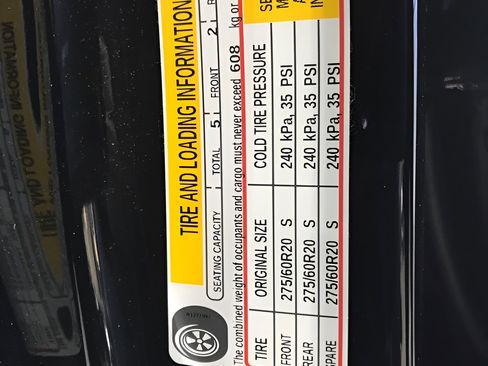 TIRE AND LOADING INFORMATION
SEATING CAPACITY TOTAL 5 FRONT 2 R
The combined weight of occupants and cargo must never exceed 608 kg or
TIRE ORIGINAL SIZE COLD TIRE PRESSURE SE
FRONT 275/60R20 S 240 kPa, 35 PSI M
REAR 275/60R20 S 240 kPa, 35 PSI A
SPARE 275/60R20 S 240 kPa, 35 PSI IN